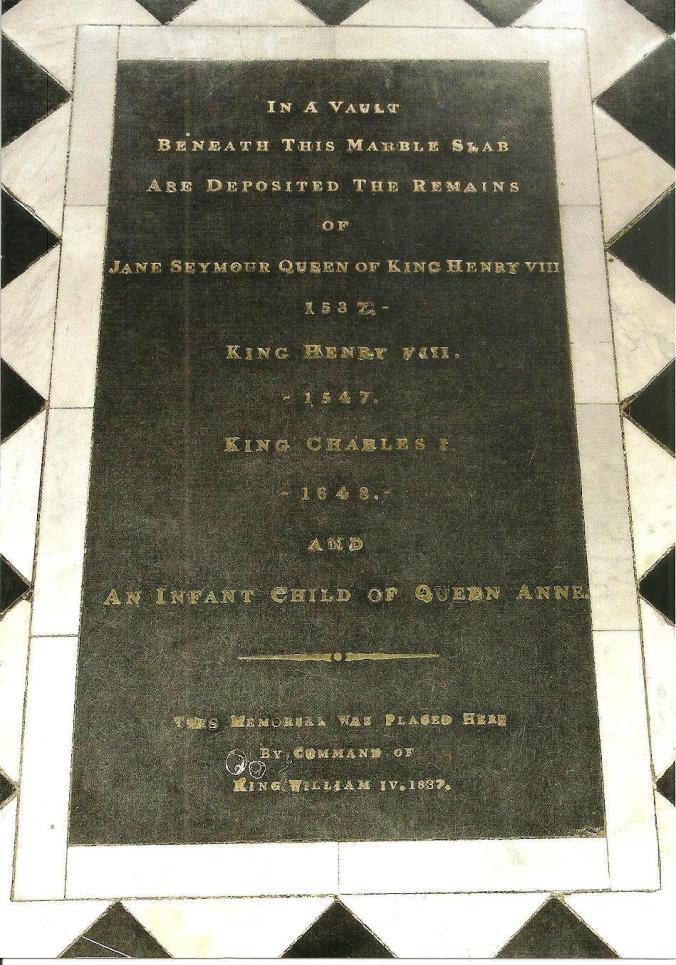 IN A VAULT
BENEATH THIS MARBLE SLAB
ARE DEPOSITED THE REMAINS
OF
JANE SEYMOUR QUEEN OF KING HENRY VIII
1537.-
KING HENRY VIII.
- 1547.
KING CHARLES I
- 1648.-
AND
AN INFANT CHILD OF QUEEN ANNE.
THIS MEMORIAL WAS PLACED HERE
BY COMMAND OF
KING WILLIAM IV. 1837.